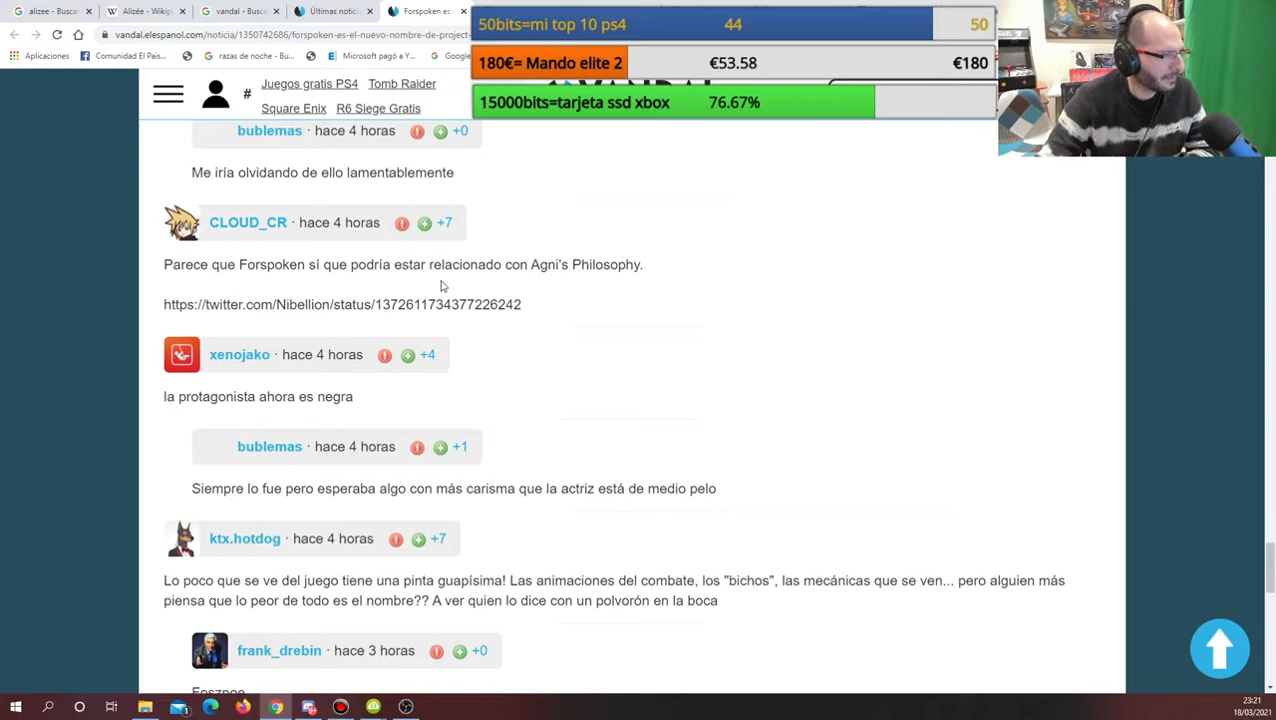 alizee - Buscar
Alizée - Wikip
vandal - Busc
Últimas notici
Forspoken es e
vandal.elespanol.com/noticia/1350742686/forspoken-es-el-nuevo-nombre-de-project-
Aplicaciones
Comunidad El Pais...
razas de noche - Bu...
Microsoft pagó a Y...
Google
50bits=mi top 10 ps4 44 50
180€= Mando elite 2 €53.58 €180
15000bits=tarjeta ssd xbox 76.67%
# Juegos gratis PS4 Tomb Raider
Square Enix R6 Siege Gratis
bublemas · hace 4 horas +0
Me iría olvidando de ello lamentablemente
CLOUD_CR · hace 4 horas +7
Parece que Forspoken sí que podría estar relacionado con Agni's Philosophy.
https://twitter.com/Nibellion/status/1372611734377226242
xenojako · hace 4 horas +4
la protagonista ahora es negra
bublemas · hace 4 horas +1
Siempre lo fue pero esperaba algo con más carisma que la actriz está de medio pelo
ktx.hotdog · hace 4 horas +7
Lo poco que se ve del juego tiene una pinta guapísima! Las animaciones del combate, los "bichos", las mecánicas que se ven... pero alguien más
piensa que lo peor de todo es el nombre?? A ver quien lo dice con un polvorón en la boca
frank_drebin · hace 3 horas +0
23:21
18/03/2021